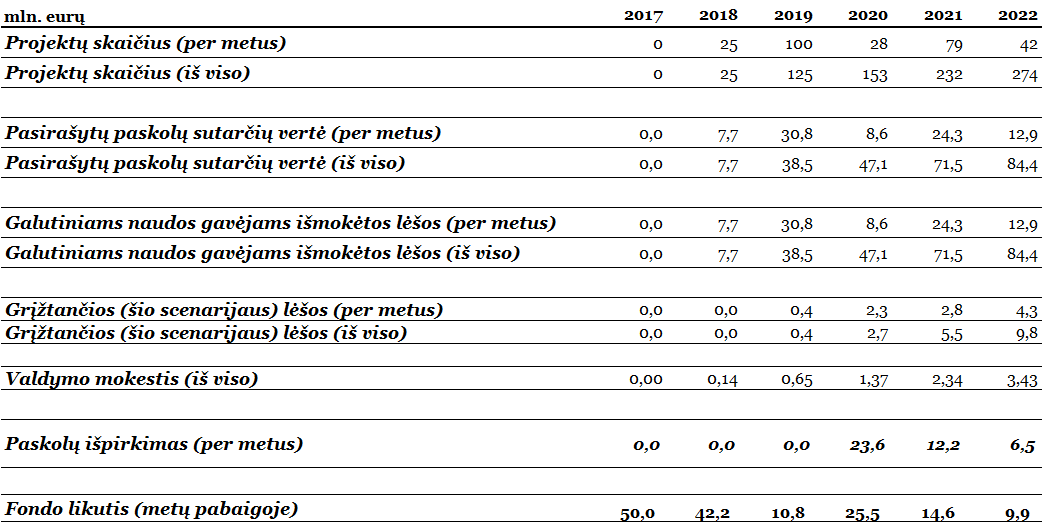 mln. eurų 2017 2018 2019 2020 2021 2022
Projektų skaičius (per metus) 0 25 100 28 79 42
Projektų skaičius (iš viso) 0 25 125 153 232 274
Pasirašytų paskolų sutarčių vertė (per metus) 0,0 7,7 30,8 8,6 24,3 12,9
Pasirašytų paskolų sutarčių vertė (iš viso) 0,0 7,7 38,5 47,1 71,5 84,4
Galutiniams naudos gavėjams išmokėtos lėšos (per metus) 0,0 7,7 30,8 8,6 24,3 12,9
Galutiniams naudos gavėjams išmokėtos lėšos (iš viso) 0,0 7,7 38,5 47,1 71,5 84,4
Grįžtančios (šio scenarijaus) lėšos (per metus) 0,0 0,0 0,4 2,3 2,8 4,3
Grįžtančios (šio scenarijaus) lėšos (iš viso) 0,0 0,0 0,4 2,7 5,5 9,8
Valdymo mokestis (iš viso) 0,00 0,14 0,65 1,37 2,34 3,43
Paskolų išpirkimas (per metus) 0,0 0,0 0,0 23,6 12,2 6,5
Fondo likutis (metų pabaigoje) 50,0 42,2 10,8 25,5 14,6 9,9